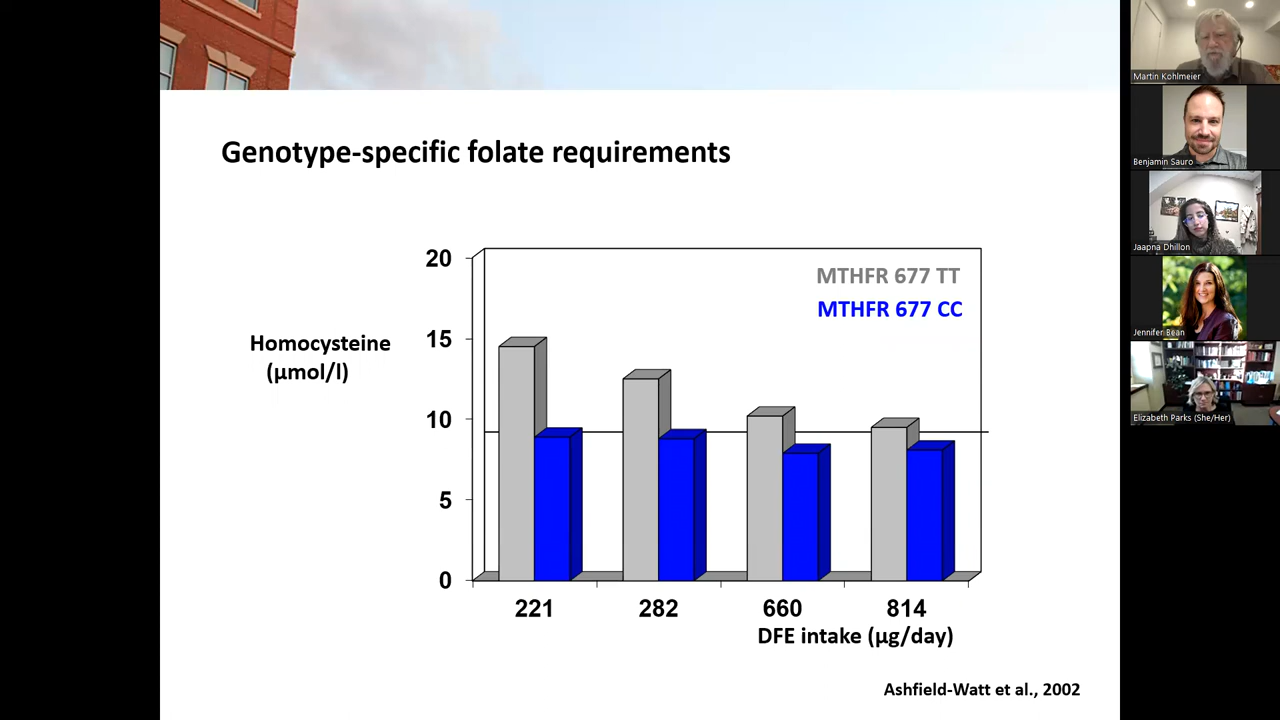 Genotype-specific folate requirements
Homocysteine
(µmol/l)
20
15
10
5
0
MTHFR 677 TT
MTHFR 677 CC
221
282
660
814
DFE intake (µg/day)
Ashfield-Watt et al., 2002
Martin Kohlmeier
Benjamin Sauro
Jaapna Dhillon
Jennifer Bean
Elizabeth Parks (She/Her)